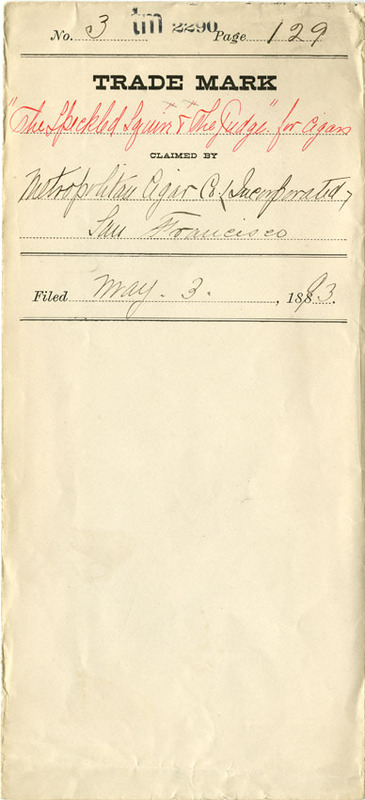 No. 3 tm 2290 Page 129
TRADE MARK
"The Speckled Squire & The Judge" for Cigars
CLAIMED BY
Metropolitan Cigar Co. (Incorporated)
San Francisco
Filed May. 3. , 1893.